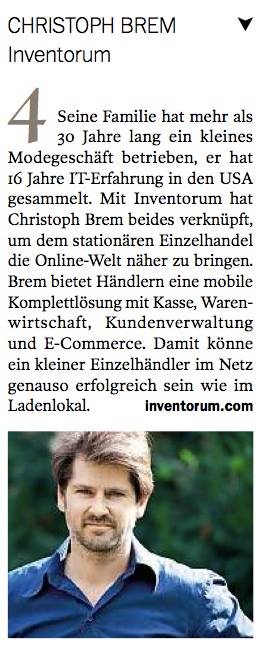 CHRISTOPH BREM
Inventorum
4 Seine Familie hat mehr als
30 Jahre lang ein kleines
Modegeschäft betrieben, er hat
16 Jahre IT-Erfahrung in den USA
gesammelt. Mit Inventorum hat
Christoph Brem beides verknüpft,
um dem stationären Einzelhandel
die Online-Welt näher zu bringen.
Brem bietet Händlern eine mobile
Komplettlösung mit Kasse, Waren-
wirtschaft, Kundenverwaltung
und E-Commerce. Damit könne
ein kleiner Einzelhändler im Netz
genauso erfolgreich sein wie im
Ladenlokal. inventorum.com